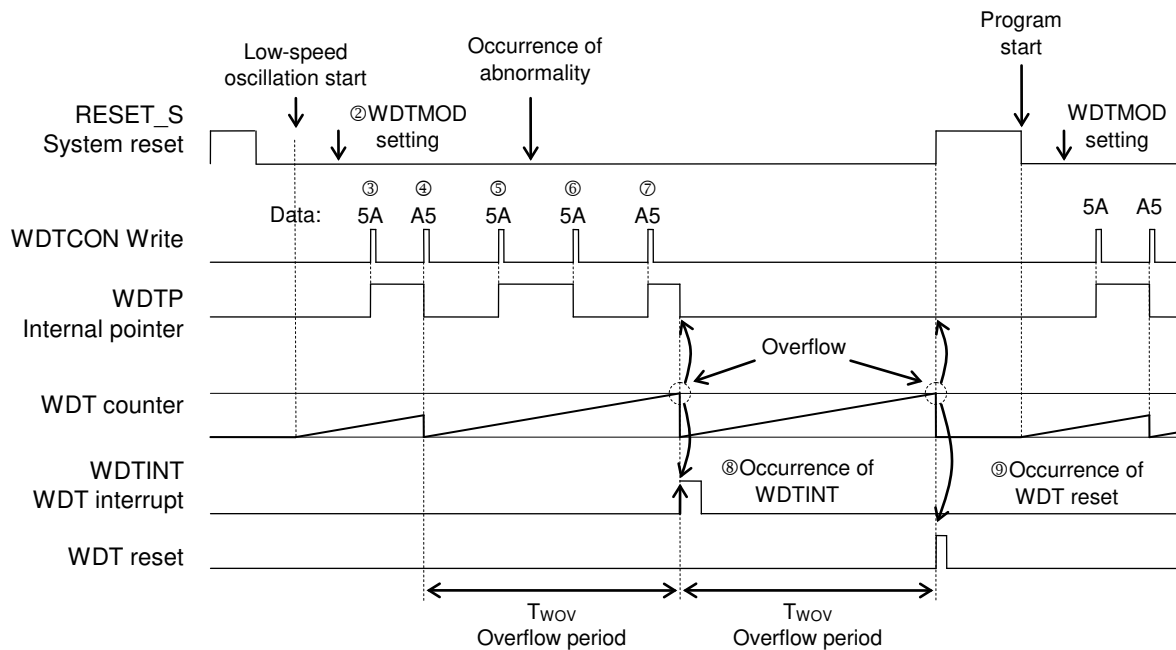 Program
start
Low-speed
oscillation start
Occurrence of
abnormality
RESET_S
System reset
②WDTMOD
setting
WDTMOD
setting
③ ④ ⑤ ⑥ ⑦
Data: 5A A5 5A 5A A5 5A A5
WDTCON Write
WDTP
Internal pointer
Overflow
WDT counter
WDTINT
WDT interrupt
⑧Occurrence of
WDTINT
⑨Occurrence of
WDT reset
WDT reset
TWOV
Overflow period
TWOV
Overflow period